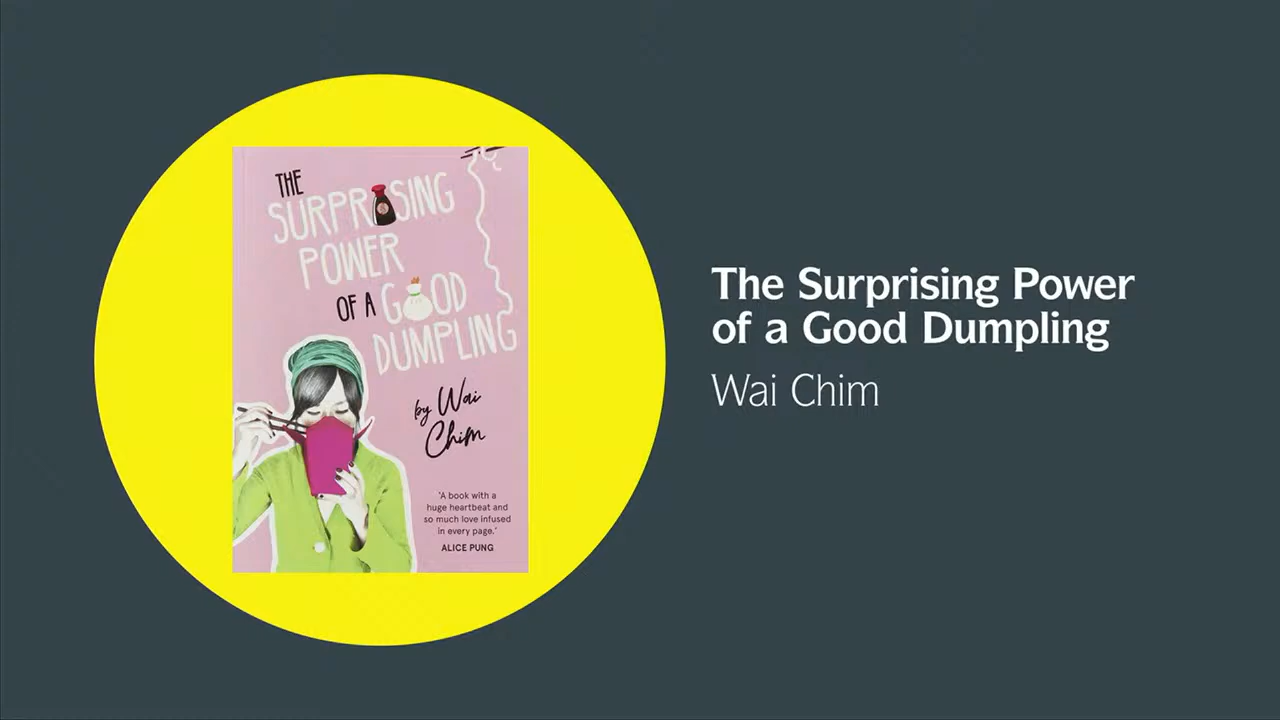 THE
SURPRISING
POWER
OF A GOOD
DUMPLING
by Wai
Chim
'A book with a
huge heartbeat and
so much love infused
in every page.'
ALICE PUNG
The Surprising Power
of a Good Dumpling
Wai Chim